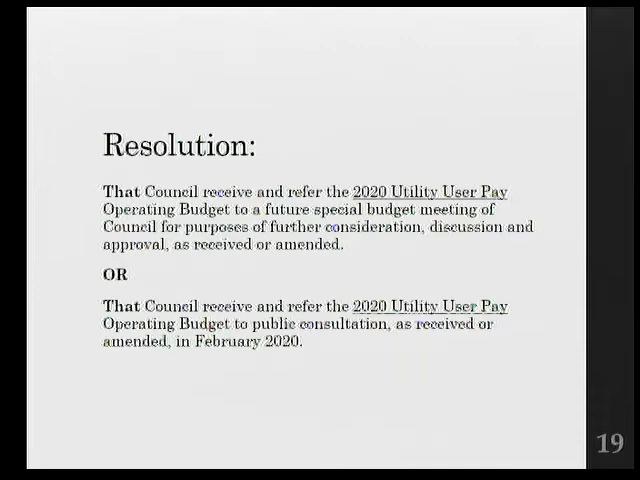 Resolution:
That Council receive and refer the 2020 Utility User Pay
Operating Budget to a future special budget meeting of
Council for purposes of further consideration, discussion and
approval, as received or amended.
OR
That Council receive and refer the 2020 Utility User Pay
Operating Budget to public consultation, as received or
amended, in February 2020.
19